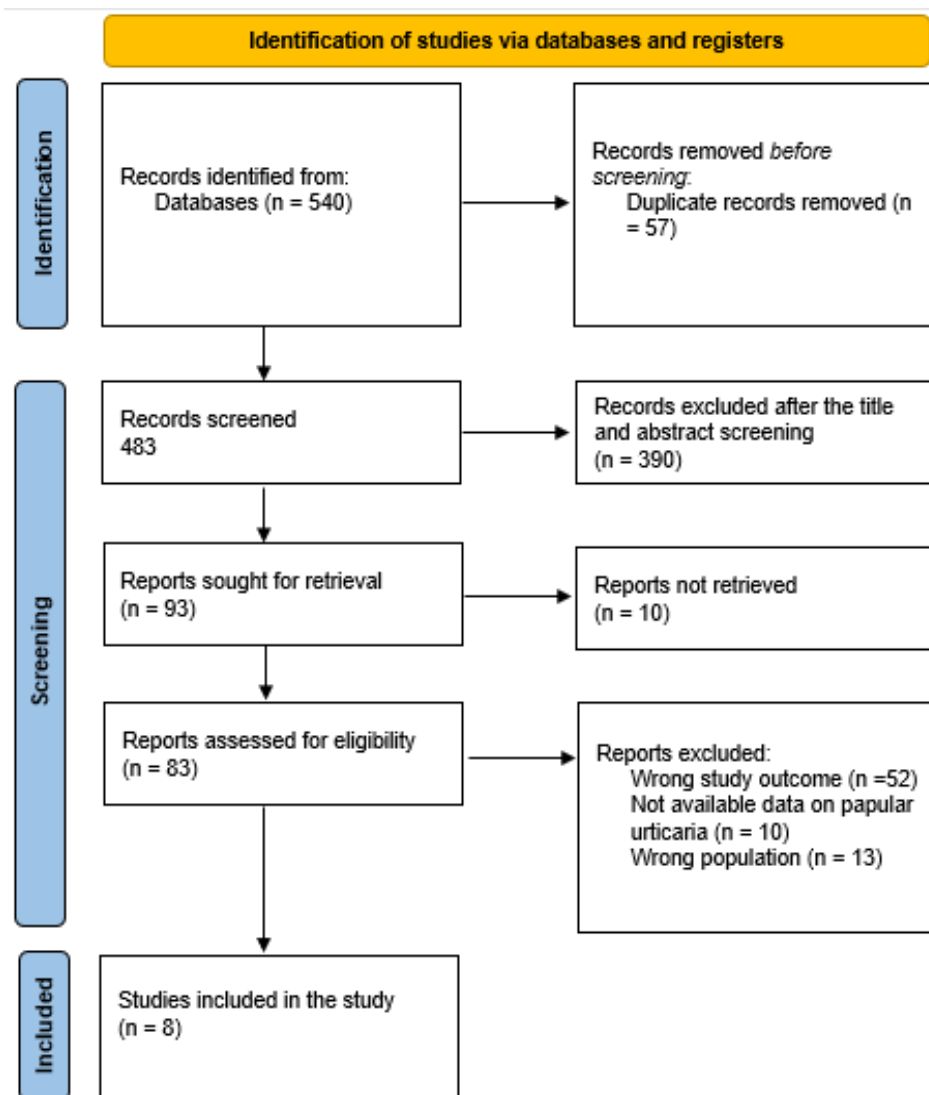 Identification of studies via databases and registers
Identification
Records identified from:
Databases (n = 540)
Records removed before
screening:
Duplicate records removed (n
= 57)
Screening
Records screened
483
Records excluded after the title
and abstract screening
(n = 390)
Reports sought for retrieval
(n = 93)
Reports not retrieved
(n = 10)
Reports assessed for eligibility
(n = 83)
Reports excluded:
Wrong study outcome (n =52)
Not available data on papular
urticaria (n = 10)
Wrong population (n = 13)
Included
Studies included in the study
(n = 8)